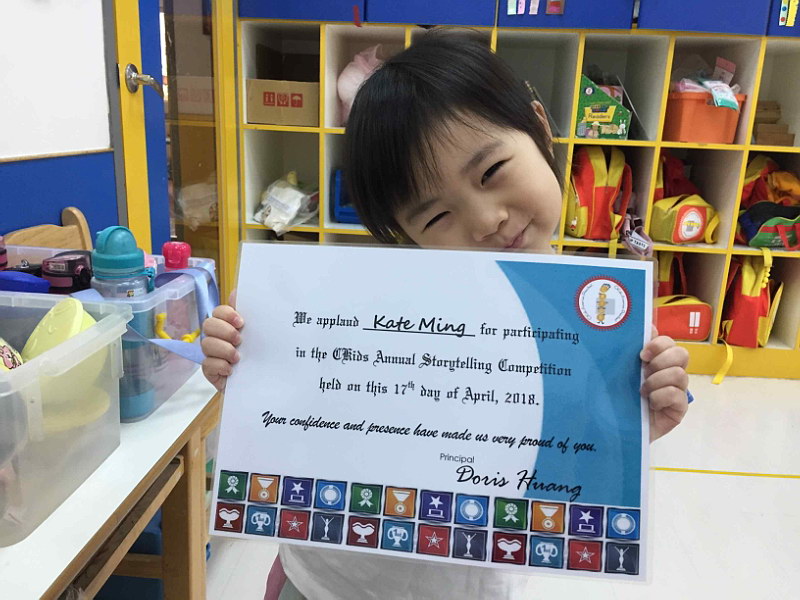 We applaud Kate Ming for participating
in the CKids Annual Storytelling Competition
held on this 17th day of April, 2018.
Your confidence and presence have made us very proud of you.
Principal
Doris Huang
Readers